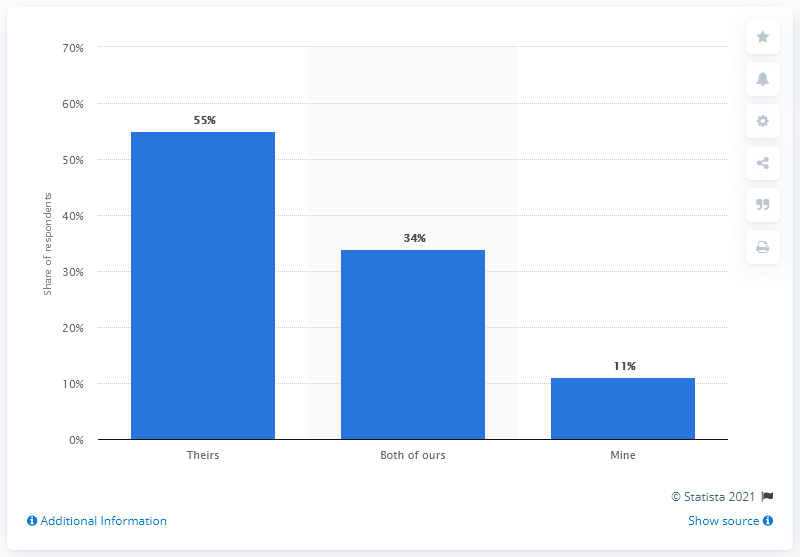 70%
60%
50%
40%
30%
20%
10%
0%
Share of respondents
55%
34%
11%
Theirs
Both of ours
Mine
© Statista 2021
Additional Information
Show source